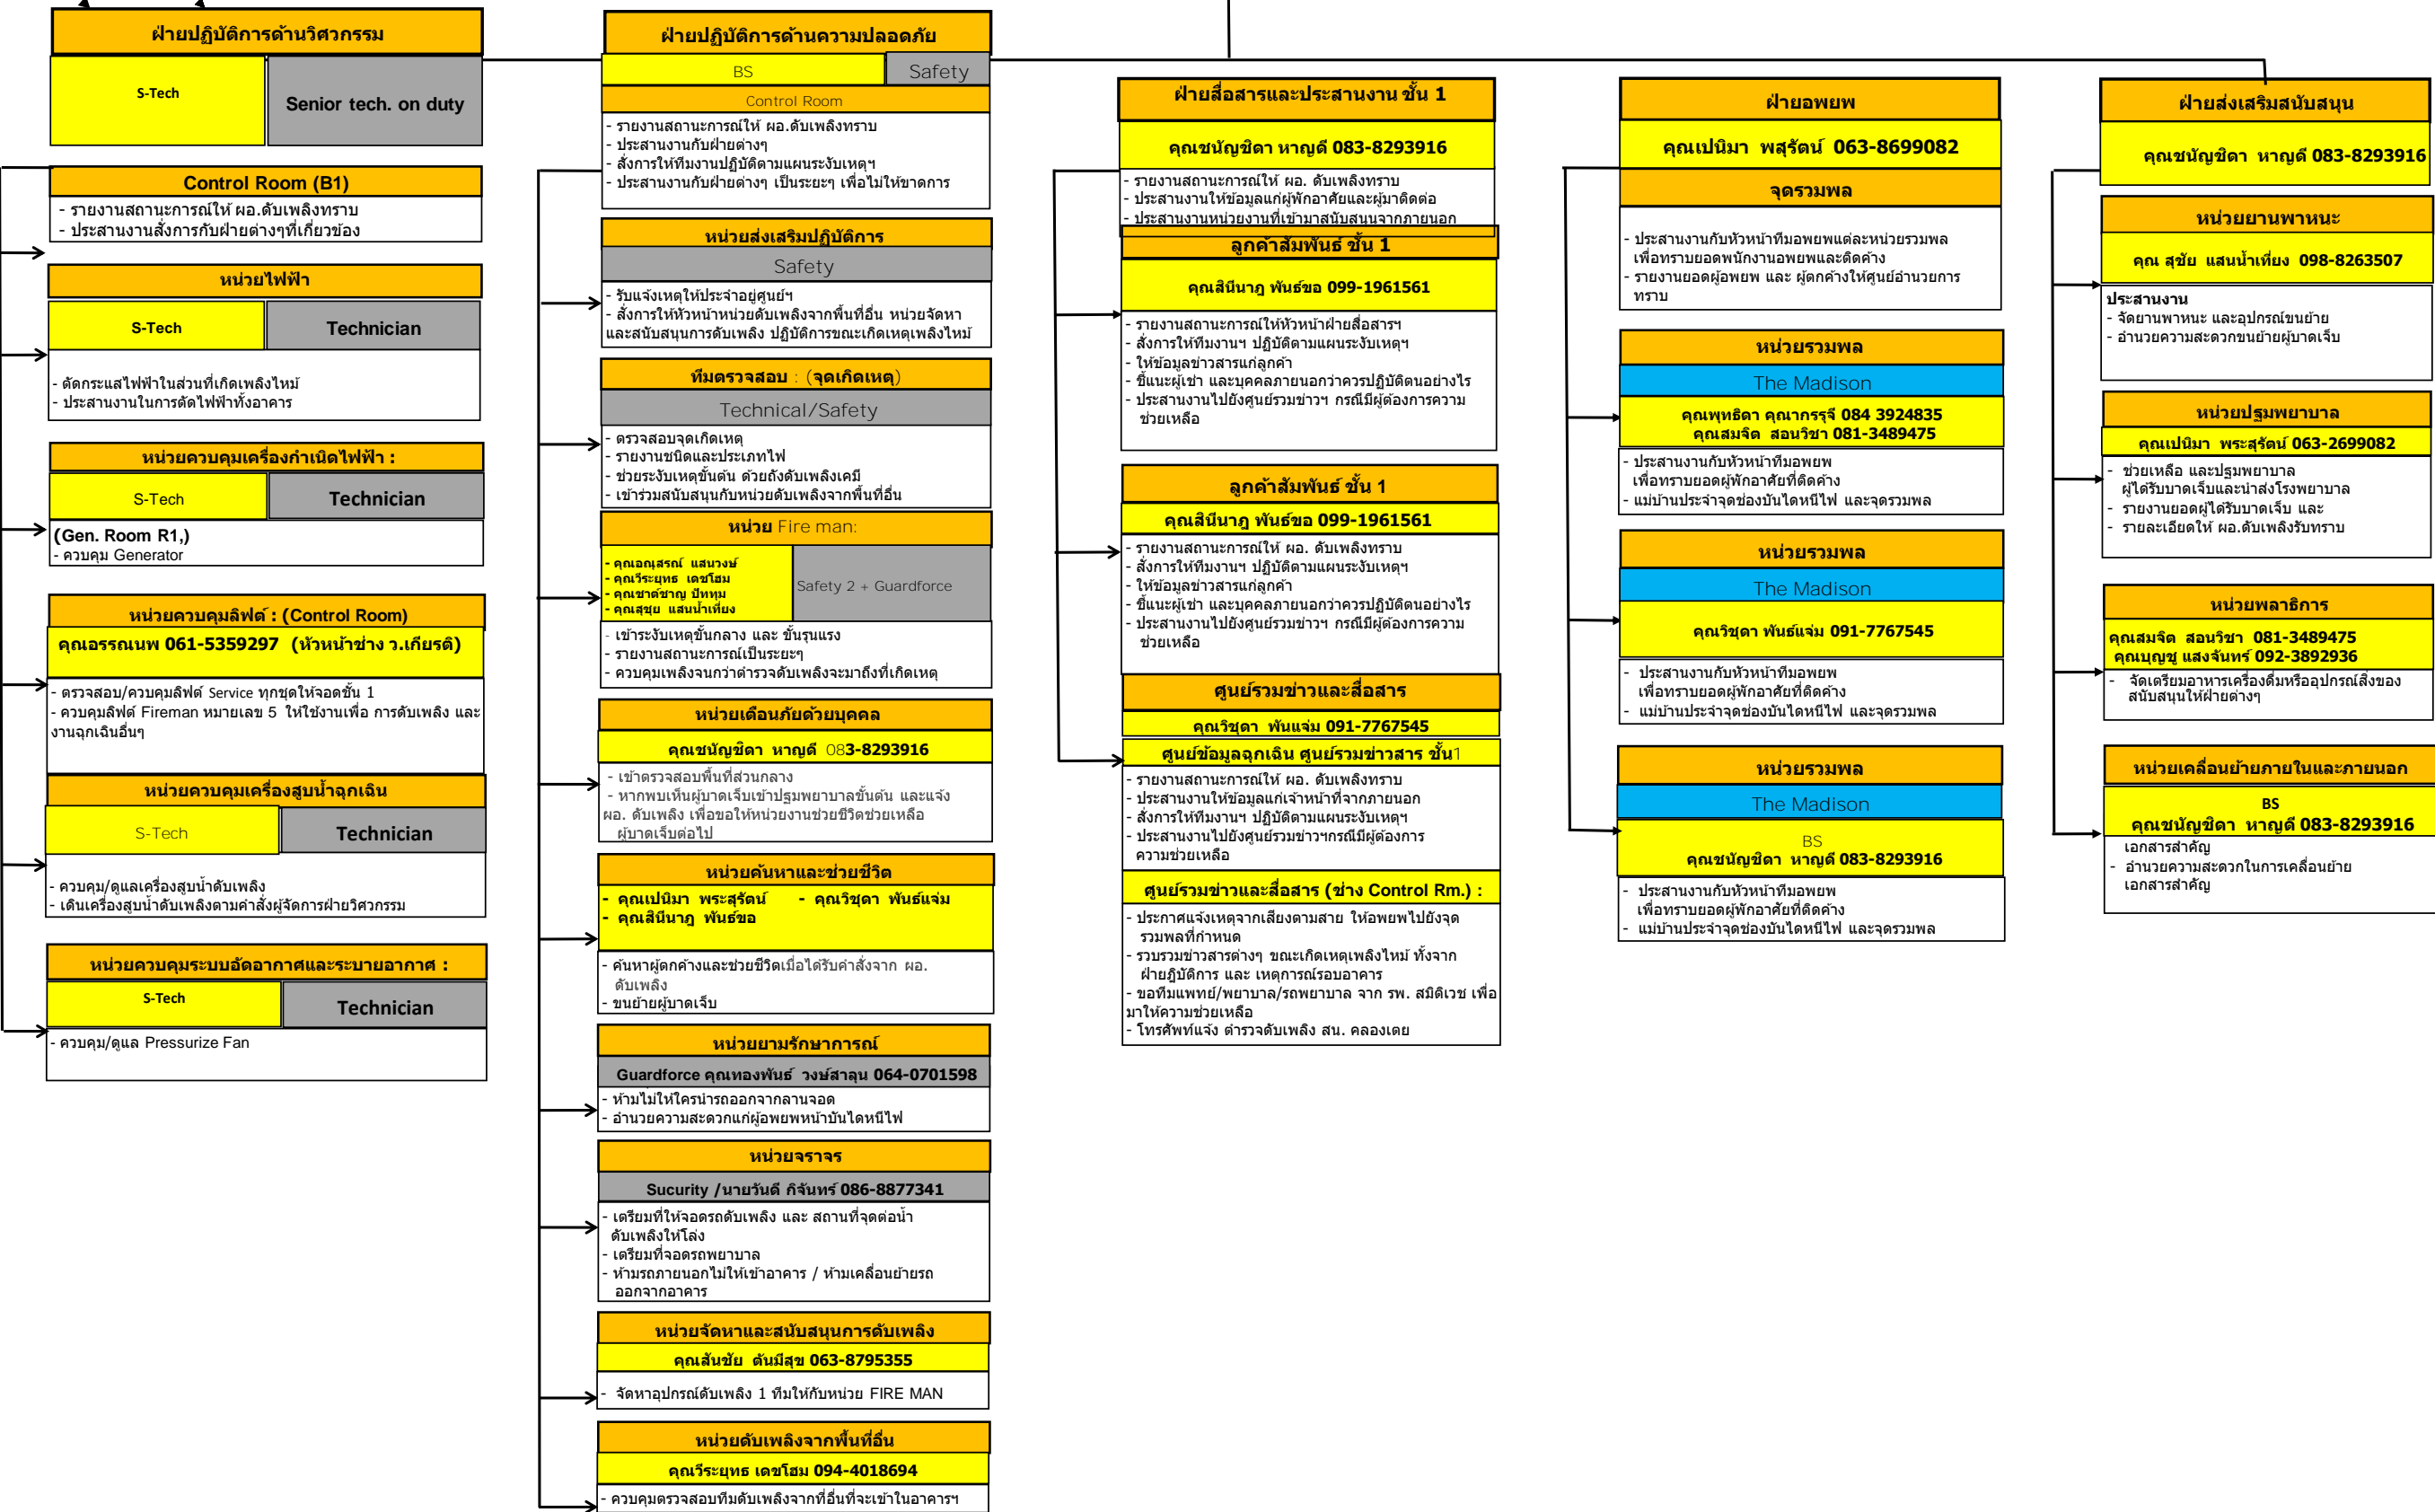 ฝ่ายปฏิบัติการด้านวิศวกรรม
S-Tech
Senior tech. on duty
Control Room (B1)
- รายงานสถานะการณ์ให้ ผอ.ดับเพลิงทราบ
- ประสานงานสั่งการกับฝ่ายต่างๆที่เกี่ยวข้อง
หน่วยไฟฟ้า
S-Tech
Technician
- ตัดกระแสไฟฟ้าในส่วนที่เกิดเพลิงไหม้
- ประสานงานในการตัดไฟฟ้าทั้งอาคาร
หน่วยควบคุมเครื่องกำเนิดไฟฟ้า :
S-Tech
Technician
(Gen. Room R1,)
- ควบคุม Generator
หน่วยควบคุมลิฟต์ : (Control Room)
คุณอรรณนพ 061-5359297 (หัวหน้าช่าง ว.เกียรติ)
- ตรวจสอบ/ควบคุมลิฟต์ Service ทุกชุดให้จอดชั้น 1
- ควบคุมลิฟต์ Fireman หมายเลข 5 ให้ใช้งานเพื่อ การดับเพลิง และ
งานฉุกเฉินอื่นๆ
หน่วยควบคุมเครื่องสูบน้ำฉุกเฉิน
S-Tech
Technician
- ควบคุม/ดูแลเครื่องสูบน้ำดับเพลิง
- เดินเครื่องสูบน้ำดับเพลิงตามคำสั่งผู้จัดการฝ่ายวิศวกรรม
หน่วยควบคุมระบบอัดอากาศและระบายอากาศ :
S-Tech
Technician
- ควบคุม/ดูแล Pressurize Fan
ฝ่ายปฏิบัติการด้านความปลอดภัย
BS
Safety
Control Room
- รายงานสถานะการณ์ให้ ผอ.ดับเพลิงทราบ
- ประสานงานกับฝ่ายต่างๆ
- สั่งการให้ทีมงานปฏิบัติตามแผนระงับเหตุฯ
- ประสานงานกับฝ่ายต่างๆ เป็นระยะๆ เพื่อไม่ให้ขาดการ
หน่วยส่งเสริมปฏิบัติการ
Safety
- รับแจ้งเหตุให้ประจำอยู่ศูนย์ฯ
- สั่งการให้หัวหน้าหน่วยดับเพลิงจากพื้นที่อื่น หน่วยจัดหา
และสนับสนุนการดับเพลิง ปฏิบัติการขณะเกิดเหตุเพลิงไหม้
ทีมตรวจสอบ : (จุดเกิดเหตุ)
Technical/Safety
- ตรวจสอบจุดเกิดเหตุ
- รายงานชนิดและประเภทไฟ
- ช่วยระงับเหตุขั้นต้น ด้วยถังดับเพลิงเคมี
- เข้าร่วมสนับสนุนกับหน่วยดับเพลิงจากพื้นที่อื่น
หน่วย Fire man:
- คุณอณุสรณ์ แสนวงษ์
- คุณวีระยุทธ เดชโฮม
- คุณชาต์ชาญ ปัททุม
- คุณสุชุย แสนน้ำเที่ยง
Safety 2 + Guardforce
- เข้าระงับเหตุขั้นกลาง และ ขั้นรุนแรง
- รายงานสถานะการณ์เป็นระยะๆ
- ควบคุมเพลิงจนกว่าตำรวจดับเพลิงจะมาถึงที่เกิดเหตุ
หน่วยเตือนภัยด้วยบุคคล
คุณชนัญชิดา หาญดี 083-8293916
- เข้าตรวจสอบพื้นที่ส่วนกลาง
- หากพบเห็นผู้บาดเจ็บเข้าปฐมพยาบาลขั้นต้น และแจ้ง
ผอ. ดับเพลิง เพื่อขอให้หน่วยงานช่วยชีวิตช่วยเหลือ
ผู้บาดเจ็บต่อไป
หน่วยค้นหาและช่วยชีวิต
- คุณเปนิมา พระสุรัตน์ - คุณวิชุดา พันธ์แจ่ม
- คุณสินีนาฎ พันธ์ขอ
- ค้นหาผู้ตกค้างและช่วยชีวิตเมื่อได้รับคำสั่งจาก ผอ.
ดับเพลิง
- ขนย้ายผู้บาดเจ็บ
หน่วยยามรักษาการณ์
Guardforce คุณทองพันธ์ วงษ์สาลุน 064-0701598
- ห้ามไม่ให้ใครนำรถออกจากลานจอด
- อำนวยความสะดวกแก่ผู้อพยพหน้าบันไดหนีไฟ
หน่วยจราจร
Sucurity /นายวันดี กิจันทร์ 086-8877341
- เตรียมที่ให้จอดรถดับเพลิง และ สถานที่จุดต่อน้ำ
ดับเพลิงให้โล่ง
- เตรียมที่จอดรถพยาบาล
- ห้ามรถภายนอกไม่ให้เข้าอาคาร / ห้ามเคลื่อนย้ายรถ
ออกจากอาคาร
หน่วยจัดหาและสนับสนุนการดับเพลิง
คุณสันชัย ตันมีสุข 063-8795355
- จัดหาอุปกรณ์ดับเพลิง 1 ทีมให้กับหน่วย FIRE MAN
หน่วยดับเพลิงจากพื้นที่อื่น
คุณวีระยุทธ เดขโฮม 094-4018694
- ควบคุมตรวจสอบทีมดับเพลิงจากที่อื่นที่จะเข้าในอาคารฯ
ฝ่ายสื่อสารและประสานงาน ชั้น 1
คุณชนัญชิดา หาญดี 083-8293916
- รายงานสถานะการณ์ให้ ผอ. ดับเพลิงทราบ
- ประสานงานให้ข้อมูลแก่ผู้พักอาศัยและผู้มาติดต่อ
- ประสานงานหน่วยงานที่เข้ามาสนับสนุนจากภายนอก
ลูกค้าสัมพันธ์ ชั้น 1
คุณสินีนาฎ พันธ์ขอ 099-1961561
- รายงานสถานะการณ์ให้หัวหน้าฝ่ายสื่อสารฯ
- สั่งการให้ทีมงานฯ ปฏิบัติตามแผนระงับเหตุฯ
- ให้ข้อมูลข่าวสารแก่ลูกค้า
- ชี้แนะผู้เช่า และบุคคลภายนอกว่าควรปฏิบัติตนอย่างไร
- ประสานงานไปยังศูนย์รวมข่าวฯ กรณีมีผู้ต้องการความ
ช่วยเหลือ
ลูกค้าสัมพันธ์ ชั้น 1
คุณสินีนาฎ พันธ์ขอ 099-1961561
- รายงานสถานะการณ์ให้ ผอ. ดับเพลิงทราบ
- สั่งการให้ทีมงานฯ ปฏิบัติตามแผนระงับเหตุฯ
- ให้ข้อมูลข่าวสารแก่ลูกค้า
- ชี้แนะผู้เช่า และบุคคลภายนอกว่าควรปฏิบัติตนอย่างไร
- ประสานงานไปยังศูนย์รวมข่าวฯ กรณีมีผู้ต้องการความ
ช่วยเหลือ
ศูนย์รวมข่าวและสื่อสาร
คุณวิชุดา พันแจ่ม 091-7767545
ศูนย์ข้อมูลฉุกเฉิน ศูนย์รวมข่าวสาร ชั้น1
- รายงานสถานะการณ์ให้ ผอ. ดับเพลิงทราบ
- ประสานงานให้ข้อมูลแก่เจ้าหน้าที่จากภายนอก
- สั่งการให้ทีมงานฯ ปฏิบัติตามแผนระงับเหตุฯ
- ประสานงานไปยังศูนย์รวมข่าวฯกรณีมีผู้ต้องการ
ความช่วยเหลือ
ศูนย์รวมข่าวและสื่อสาร (ช่าง Control Rm.) :
- ประกาศแจ้งเหตุจากเสียงตามสาย ให้อพยพไปยังจุด
รวมพลที่กำหนด
- รวบรวมข่าวสารต่างๆ ขณะเกิดเหตุเพลิงไหม้ ทั้งจาก
ฝ่ายฎิบัติการ และ เหตุการณ์รอบอาคาร
- ขอทีมแพทย์/พยาบาล/รถพยาบาล จาก รพ. สมิติเวช เพื่อ
มาให้ความช่วยเหลือ
- โทรศัพท์แจ้ง ตำรวจดับเพลิง สน. คลองเตย
ฝ่ายอพยพ
คุณเปนิมา พสุรัตน์ 063-8699082
จุดรวมพล
- ประสานงานกับหัวหน้าทีมอพยพแต่ละหน่วยรวมพล
เพื่อทราบยอดพนักงานอพยพและติดค้าง
- รายงานยอดผู้อพยพ และ ผู้ตกค้างให้ศูนย์อำนวยการ
ทราบ
หน่วยรวมพล
The Madison
คุณพุทธิดา คุณากรรุจี 084 3924835
คุณสมจิต สอนวิชา 081-3489475
- ประสานงานกับหัวหน้าทีมอพยพ
เพื่อทราบยอดผู้พักอาศัยที่ติดค้าง
- แม่บ้านประจำจุดช่องบันไดหนีไฟ และจุดรวมพล
หน่วยรวมพล
The Madison
คุณวิชุดา พันธ์แจ่ม 091-7767545
- ประสานงานกับหัวหน้าทีมอพยพ
เพื่อทราบยอดผู้พักอาศัยที่ติดค้าง
- แม่บ้านประจำจุดช่องบันไดหนีไฟ และจุดรวมพล
หน่วยรวมพล
The Madison
BS
คุณชนัญชิดา หาญดี 083-8293916
- ประสานงานกับหัวหน้าทีมอพยพ
เพื่อทราบยอดผู้พักอาศัยที่ติดค้าง
- แม่บ้านประจำจุดช่องบันไดหนีไฟ และจุดรวมพล
ฝ่ายส่งเสริมสนับสนุน
คุณชนัญชิดา หาญดี 083-8293916
หน่วยยานพาหนะ
คุณ สุชัย แสนน้ำเที่ยง 098-8263507
ประสานงาน
- จัดยานพาหนะ และอุปกรณ์ขนย้าย
- อำนวยความสะดวกขนย้ายผู้บาดเจ็บ
หน่วยปฐมพยาบาล
คุณเปนิมา พระสุรัตน์ 063-2699082
- ช่วยเหลือ และปฐมพยาบาล
ผู้ได้รับบาดเจ็บและนำส่งโรงพยาบาล
- รายงานยอดผู้ได้รับบาดเจ็บ และ
- รายละเอียดให้ ผอ.ดับเพลิงรับทราบ
หน่วยพลาธิการ
คุณสมจิต สอนวิชา 081-3489475
คุณบุญชู แสงจันทร์ 092-3892936
- จัดเตรียมอาหารเครื่องดื่มหรืออุปกรณ์สิ่งของ
สนับสนุนให้ฝ่ายต่างๆ
หน่วยเคลื่อนย้ายภายในและภายนอก
BS
คุณชนัญชิดา หาญดี 083-8293916
เอกสารสำคัญ
- อำนวยความสะดวกในการเคลื่อนย้าย
เอกสารสำคัญ